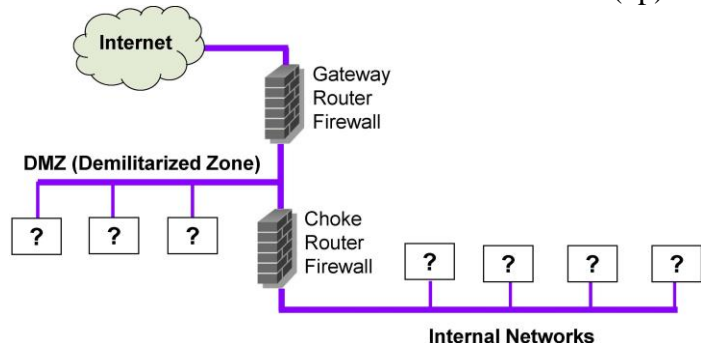 (  p)
Internet
Gateway
Router
Firewall
DMZ (Demilitarized Zone)
? ? ?
Choke
Router
Firewall
? ? ? ?
Internal Networks